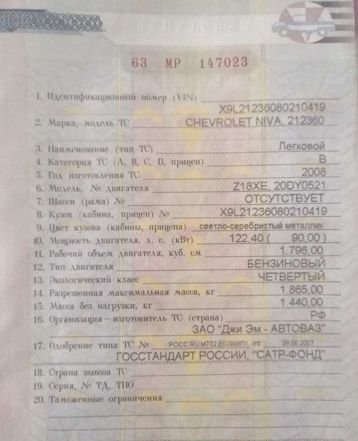 63 МР 147023
1. Идентификационный номер (VIN)
X9L21236080210419
2. Марка, модель ТС CHEVROLET NIVA, 212360
3. Наименование (тип ТС) Легковой
4. Категория ТС (А, В, С, D, прицеп) В
5. Год изготовления ТС 2008
6. Модель, № двигателя Z18XE, 20DY0521
7. Шасси (рама) № ОТСУТСТВУЕТ
8. Кузов (кабина, прицеп) № X9L21236080210419
9. Цвет кузова (кабины, прицепа) светло-серебристый металлик
10. Мощность двигателя, л. с. (кВт) 122.40 ( 90,00 )
11. Рабочий объем двигателя, куб. см 1.796,00
12. Тип двигателя БЕНЗИНОВЫЙ
13. Экологический класс ЧЕТВЕРТЫЙ
14. Разрешенная максимальная масса, кг 1.865,00
15. Масса без нагрузки, кг 1.440,00
16. Организация—изготовитель ТС (страна) РФ
ЗАО "Джи Эм - АВТОВАЗ"
17. Одобрение типа ТС № РОСС RU.МТ02 от
ГОССТАНДАРТ РОССИИ, "САТР-ФОНД"
18. Страна вывоза ТС
19. Серия, № ТД, ТПО
20. Таможенные ограничения